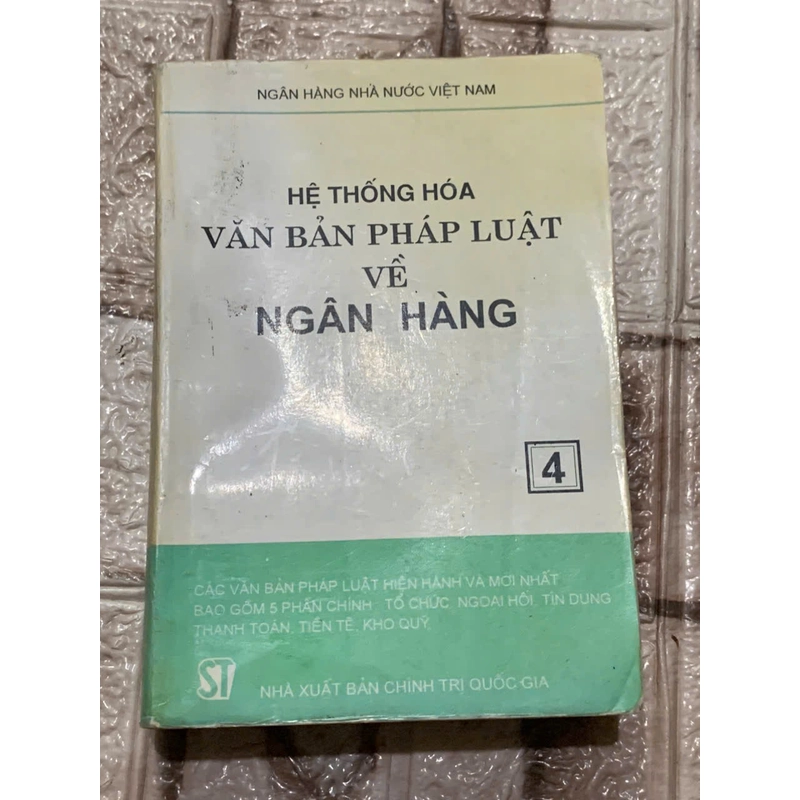 NGÂN HÀNG NHÀ NƯỚC VIỆT NAM
HỆ THỐNG HÓA
VĂN BẢN PHÁP LUẬT
VỀ
NGÂN HÀNG
4
CÁC VĂN BẢN PHÁP LUẬT HIỆN HÀNH VÀ MỚI NHẤT
BAO GỒM 5 PHẦN CHÍNH: TỔ CHỨC, NGOẠI HỐI, TÍN DỤNG
THANH TOÁN, TIỀN TỆ, KHO QUỸ
ST
NHÀ XUẤT BẢN CHÍNH TRỊ QUỐC GIA